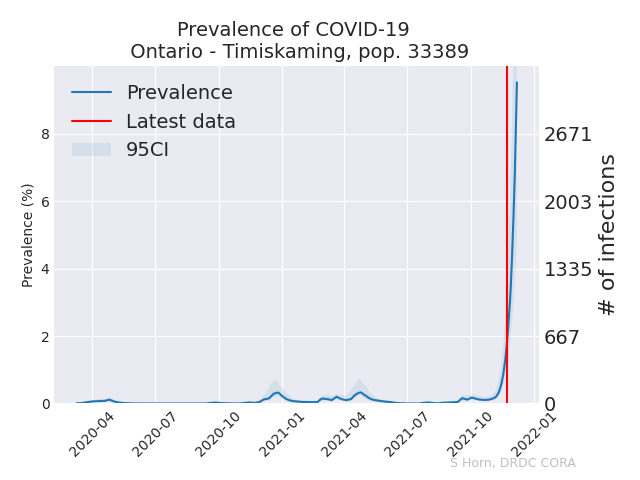 Prevalence of COVID-19
Ontario - Timiskaming, pop. 33389
Prevalence
Latest data
95CI
Prevalence (%)
8
6
4
2
0
2671
2003
1335
667
0
# of infections
2020-04
2020-07
2020-10
2021-01
2021-04
2021-07
2021-10
2022-01
S Horn, DRDC CORA